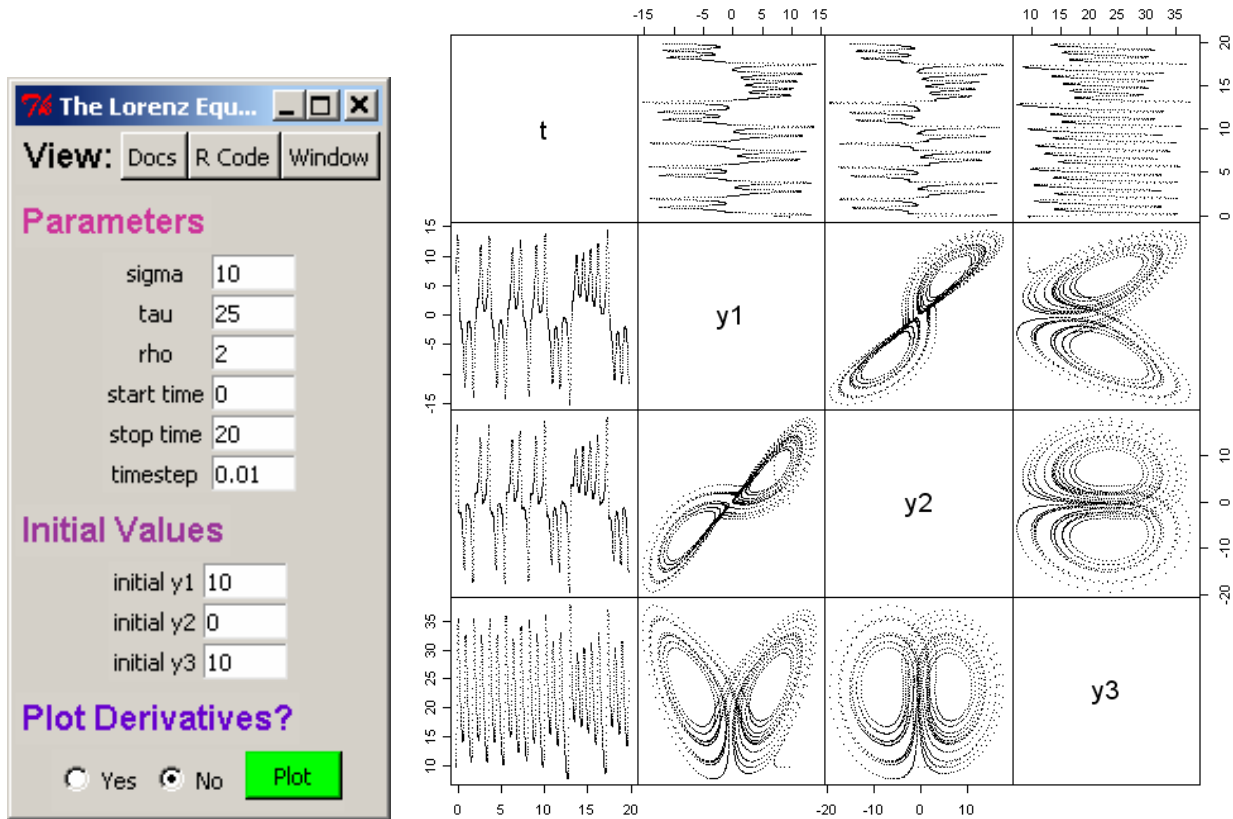 The Lorenz Equ...
View: Docs R Code Window
Parameters
sigma 10
tau 25
rho 2
start time 0
stop time 20
timestep 0.01
Initial Values
initial y1 10
initial y2 0
initial y3 10
Plot Derivatives?
Yes No Plot
-15 -5 0 5 10 15
10 15 20 25 30 35
t
0 5 10 15 20
-15 -5 0 5 10 15
y1
y2
-20 -10 0 10
10 15 20 25 30 35
y3
0 5 10 15 20
-20 -10 0 10